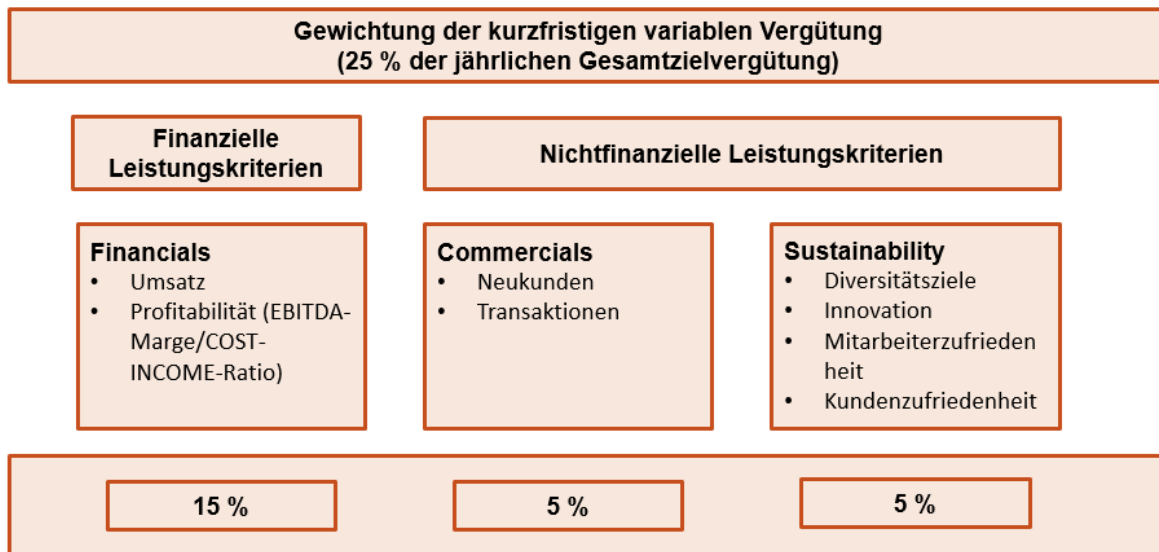 Gewichtung der kurzfristigen variablen Vergütung
(25 % der jährlichen Gesamtzielvergütung)
Finanzielle
Leistungskriterien
Nichtfinanzielle Leistungskriterien
Financials
• Umsatz
• Profitabilität (EBITDA-
Marge/COST-
INCOME-Ratio)
Commercials
• Neukunden
• Transaktionen
Sustainability
• Diversitätsziele
• Innovation
• Mitarbeiterzufrieden
heit
• Kundenzufriedenheit
15 %
5 %
5 %